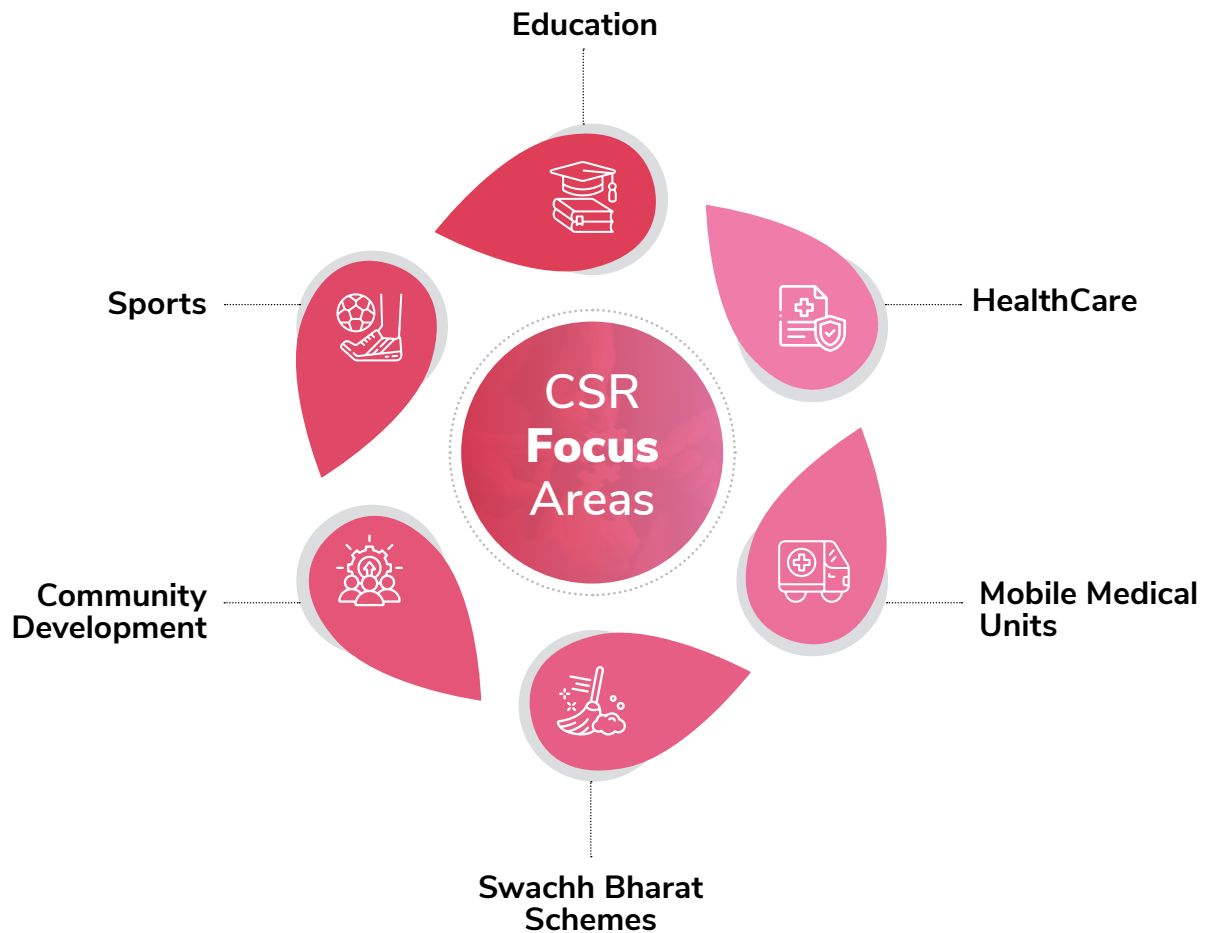 Education
Sports
HealthCare
CSR
Focus
Areas
Community
Development
Mobile Medical
Units
Swachh Bharat
Schemes